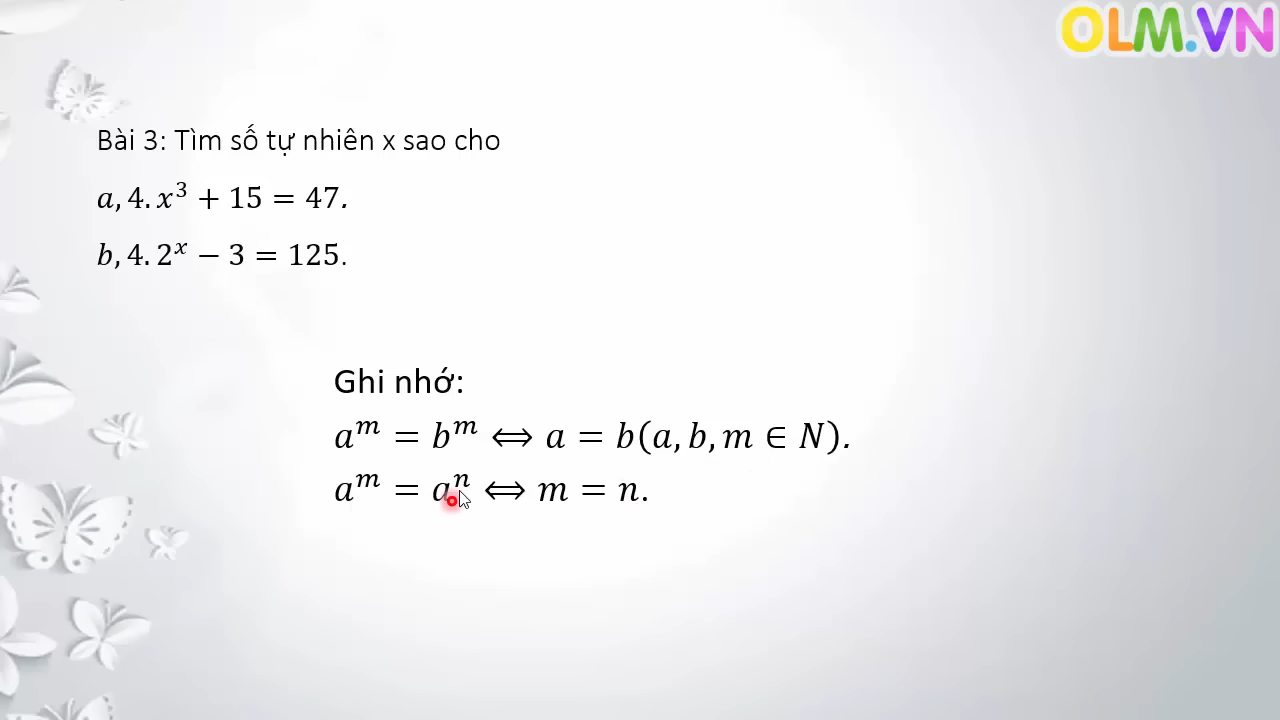 OLM.VN
Bài 3: Tìm số tự nhiên x sao cho
a, 4. x³ + 15 = 47.
b, 4. 2ˣ − 3 = 125.
Ghi nhớ:
aᵐ = bᵐ ⟺ a = b(a, b, m ∈ N).
aᵐ = aⁿ ⟺ m = n.